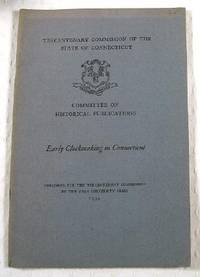 TERCENTENARY COMMISSION OF THE
STATE OF CONNECTICUT
COMMITTEE ON
HISTORICAL PUBLICATIONS
Early Clockmaking in Connecticut
PUBLISHED FOR THE TERCENTENARY COMMISSION
BY THE YALE UNIVERSITY PRESS